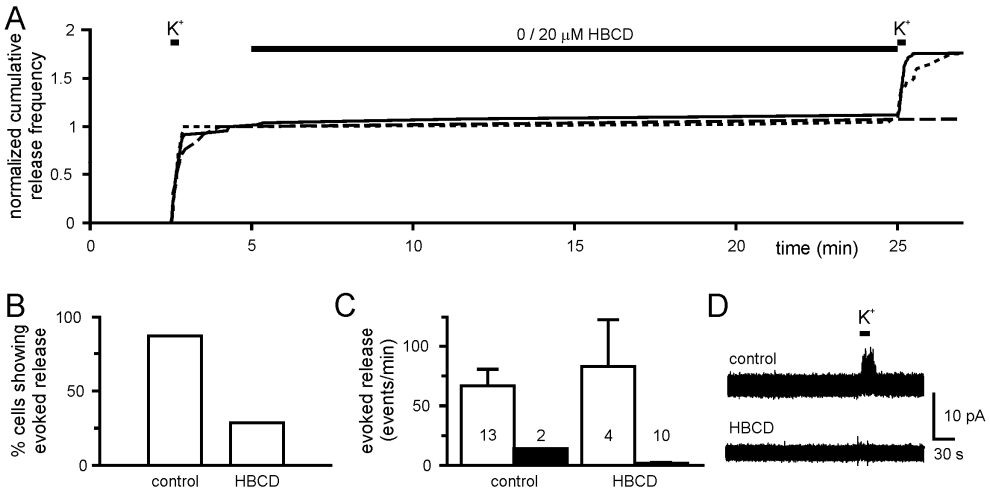 A
K+ 0 / 20 μM HBCD K+
normalized cumulative
release frequency
2
1.5
1
0.5
0
0 5 10 15 20 25
time (min)
B
% cells showing
evoked release
100
50
0
control HBCD
C
evoked release
(events/min)
100
50
0
13 2 4 10
control HBCD
D
K+
control
HBCD
10 pA
30 s